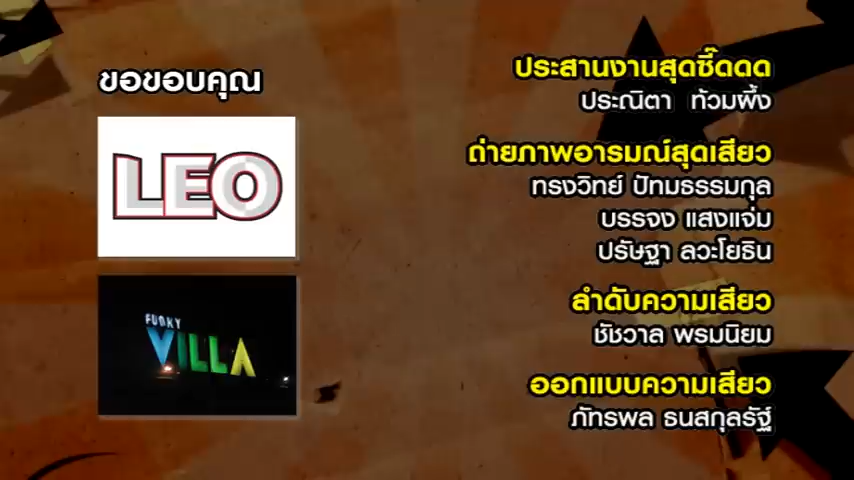 ขอขอบคุณ
LEO
FUNKY
VILLA
ประสานงานสุดซี๊ดดด
ประณิตา ท้วมผึ้ง
ถ่ายภาพอารมณ์สุดเสียว
ทรงวิทย์ ปัทมธรรมกุล
บรรจง แสงแจ่ม
ปรัษฐา ลวะโยธิน
ลำดับความเสียว
ชัชวาล พรมนิยม
ออกแบบความเสียว
ภัทรพล ธนสกุลรัฐ์